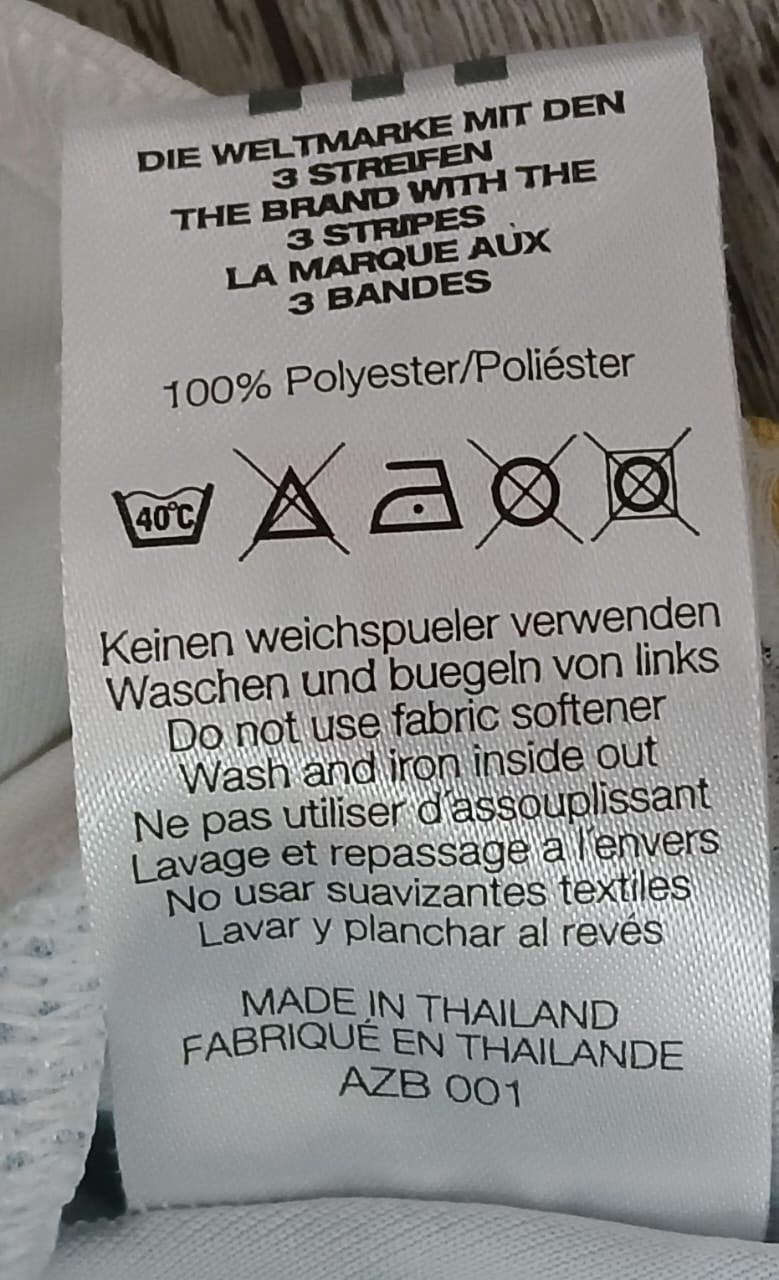 DIE WELTMARKE MIT DEN
3 STREIFEN
THE BRAND WITH THE
3 STRIPES
LA MARQUE AUX
3 BANDES
100% Polyester/Poliéster
40°C
Keinen weichspueler verwenden
Waschen und buegeln von links
Do not use fabric softener
Wash and iron inside out
Ne pas utiliser d'assouplissant
Lavage et repassage a l'envers
No usar suavizantes textiles
Lavar y planchar al revés
MADE IN THAILAND
FABRIQUÉ EN THAILANDE
AZB 001